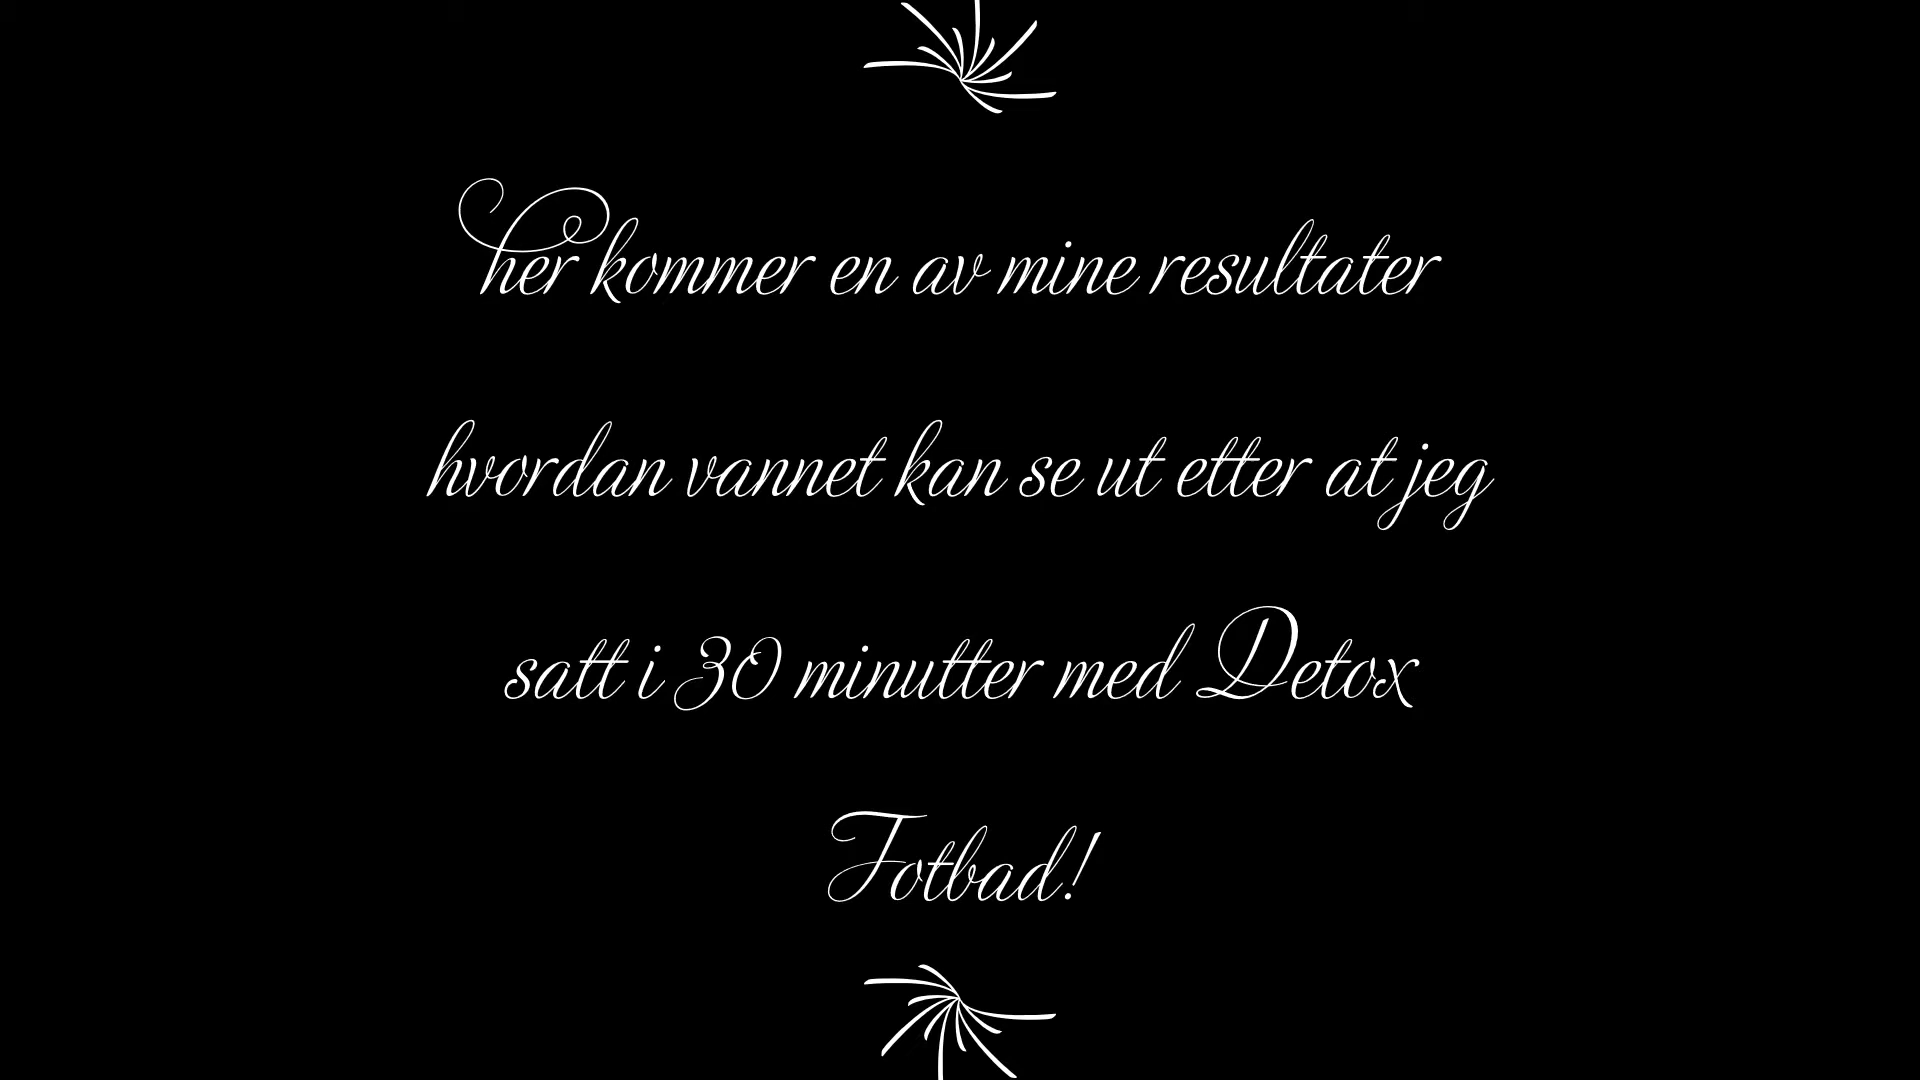 her kommer en av mine resultater
hvordan vannet kan se ut etter at jeg
satt i 30 minutter med Detox
Fotbad!